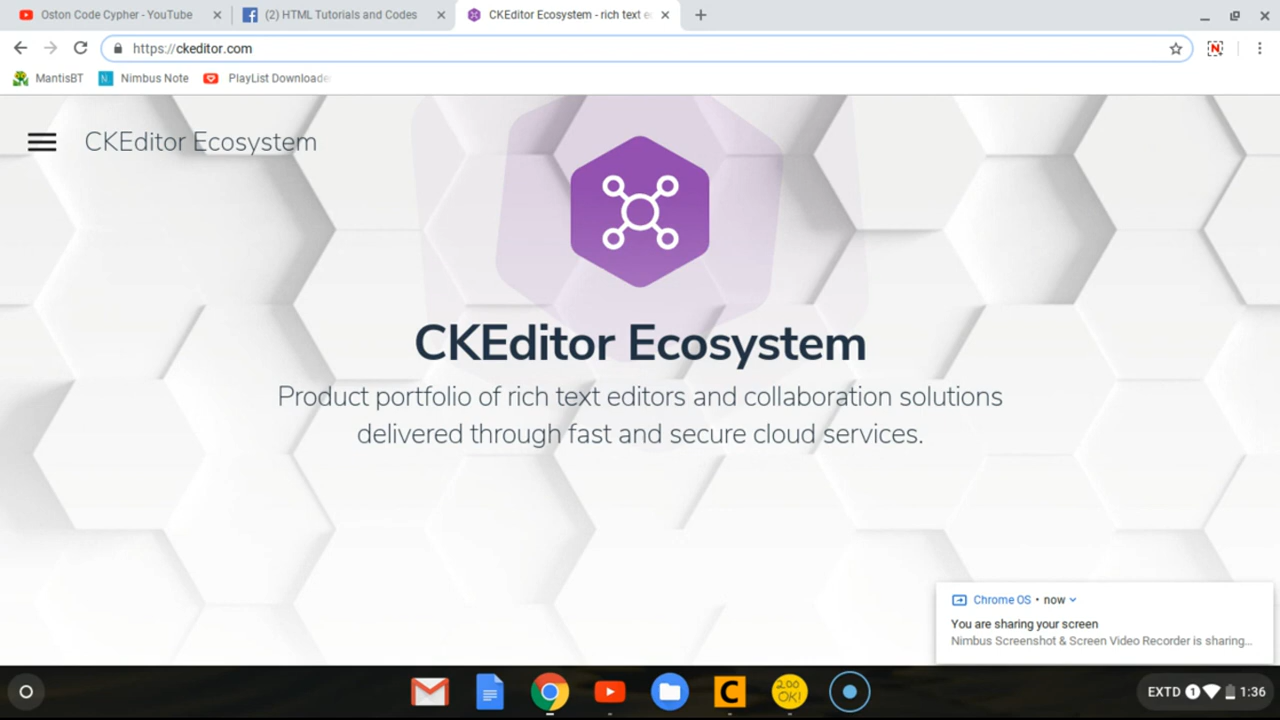 Oston Code Cypher - YouTube
(2) HTML Tutorials and Codes
CKEditor Ecosystem - rich text e
https://ckeditor.com
N
MantisBT
N
Nimbus Note
PlayList Downloade
CKEditor Ecosystem
CKEditor Ecosystem
Product portfolio of rich text editors and collaboration solutions
delivered through fast and secure cloud services.
Chrome OS • now
You are sharing your screen
Nimbus Screenshot & Screen Video Recorder is sharing...
C
200
OK!
EXTD 1 1:36